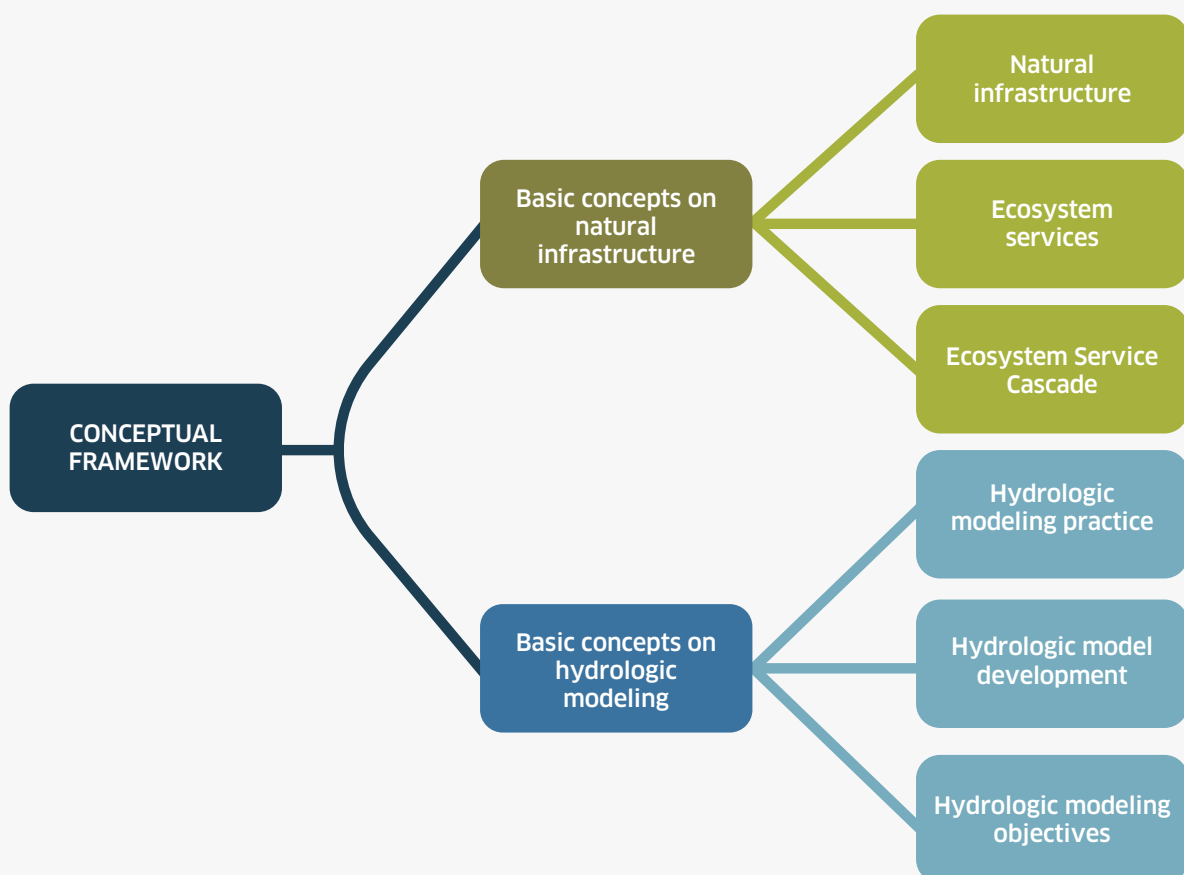 CONCEPTUAL
FRAMEWORK
Basic concepts on
natural
infrastructure
Natural
infrastructure
Ecosystem
services
Ecosystem Service
Cascade
Basic concepts on
hydrologic
modeling
Hydrologic
modeling practice
Hydrologic model
development
Hydrologic modeling
objectives